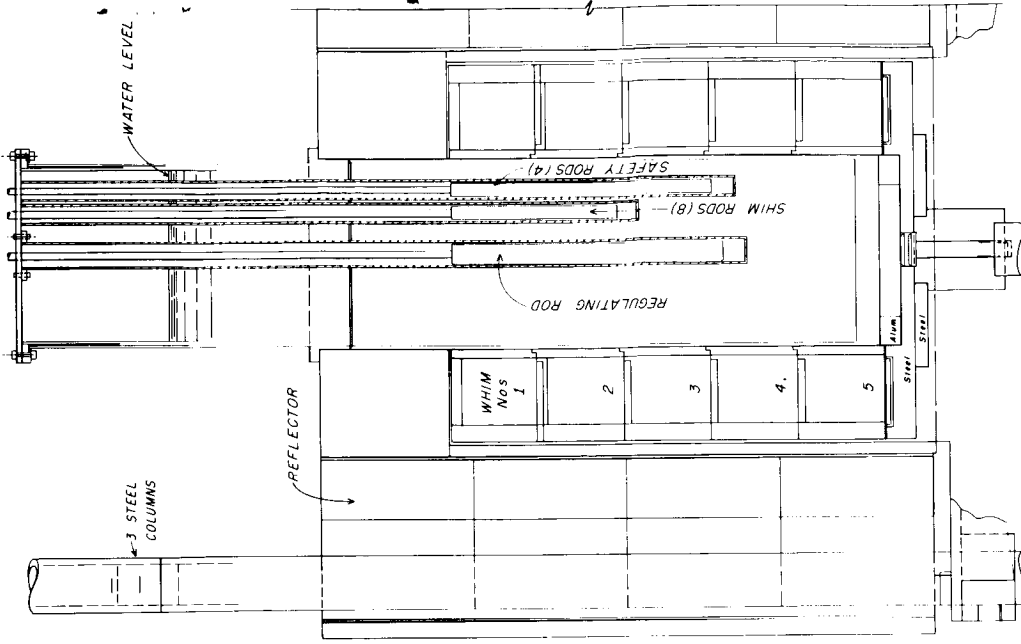 WATER LEVEL
SAFETY RODS (4)
SHIM RODS (8)
REGULATING ROD
REFLECTOR
3 STEEL
COLUMNS
WHIM
Nos
1
2
3
4.
5
Alum
Steel
Steel